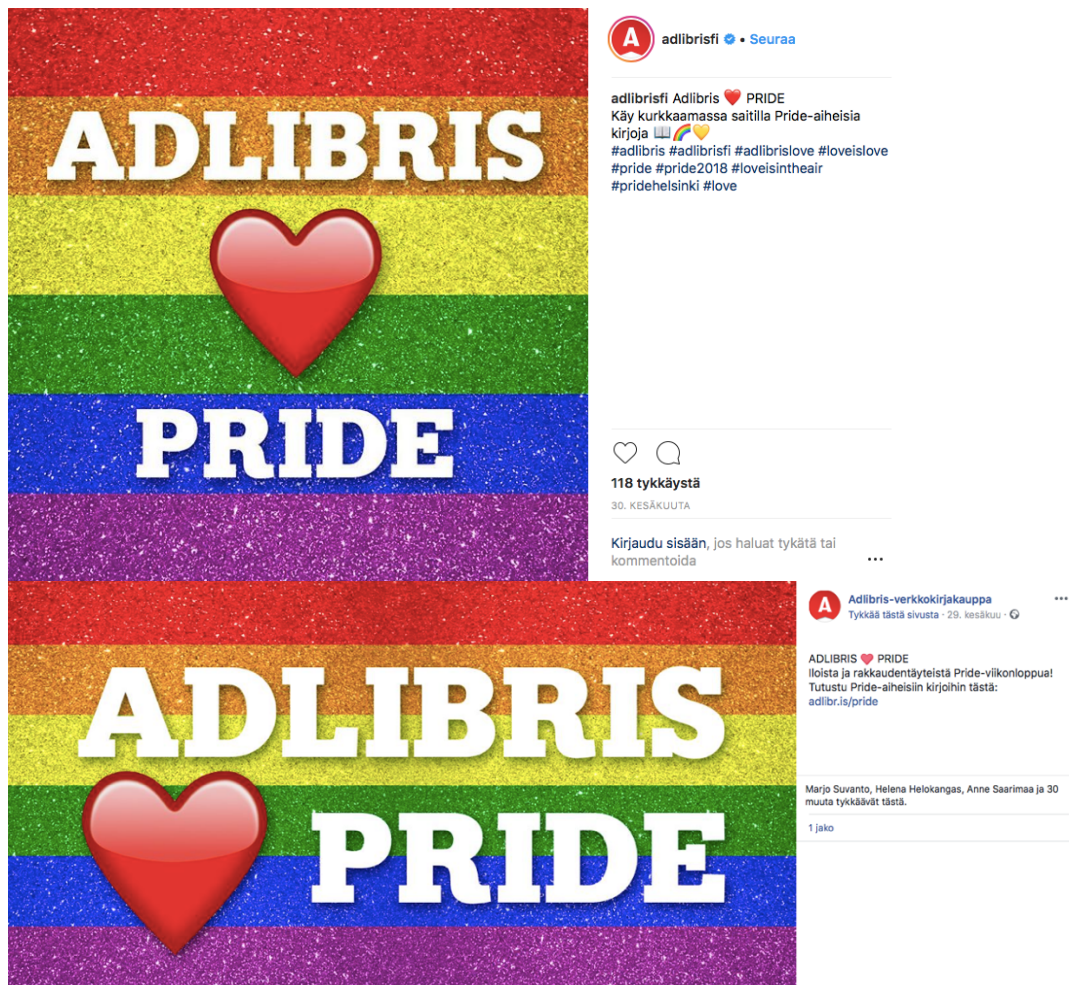 ADLIBRIS
❤️
PRIDE
adlibrisfi • Seuraa
adlibrisfi Adlibris ❤️ PRIDE
Käy kurkkaamassa saitilla Pride-aiheisia
kirjoja 📖🌈💛
#adlibris #adlibrisfi #adlibrislove #loveislove
#pride #pride2018 #loveisintheair
#pridehelsinki #love
118 tykkäystä
30. KESÄKUUTA
Kirjaudu sisään, jos haluat tykätä tai
kommentoida
ADLIBRIS
❤️ PRIDE
Adlibris-verkkokirjakauppa
Tykkää tästä sivusta · 29. kesäkuu ·
ADLIBRIS ❤️ PRIDE
Iloista ja rakkaudentäyteistä Pride-viikonloppua!
Tutustu Pride-aiheisiin kirjoihin tästä:
adlibr.is/pride
Marjo Suvanto, Helena Helokangas, Anne Saarimaa ja 30
muuta tykkäävät tästä.
1 jako